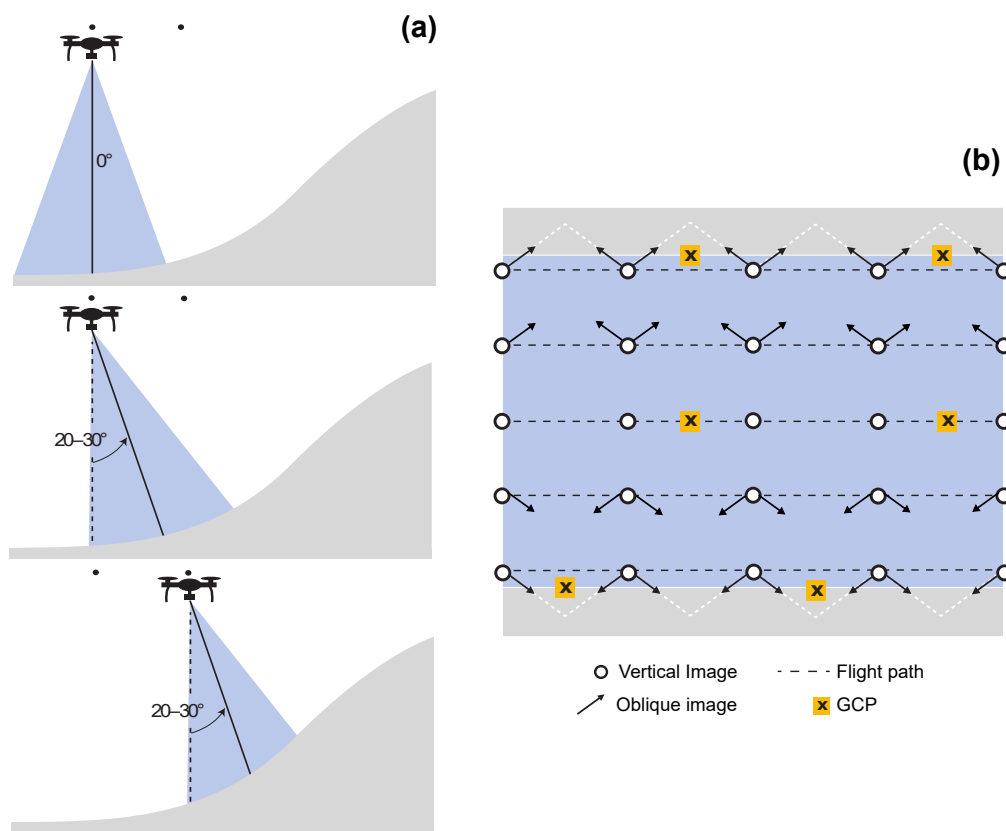 (a)
0°
20–30°
20–30°
(b)
x x
x x
x x
Vertical Image Flight path
Oblique image x GCP